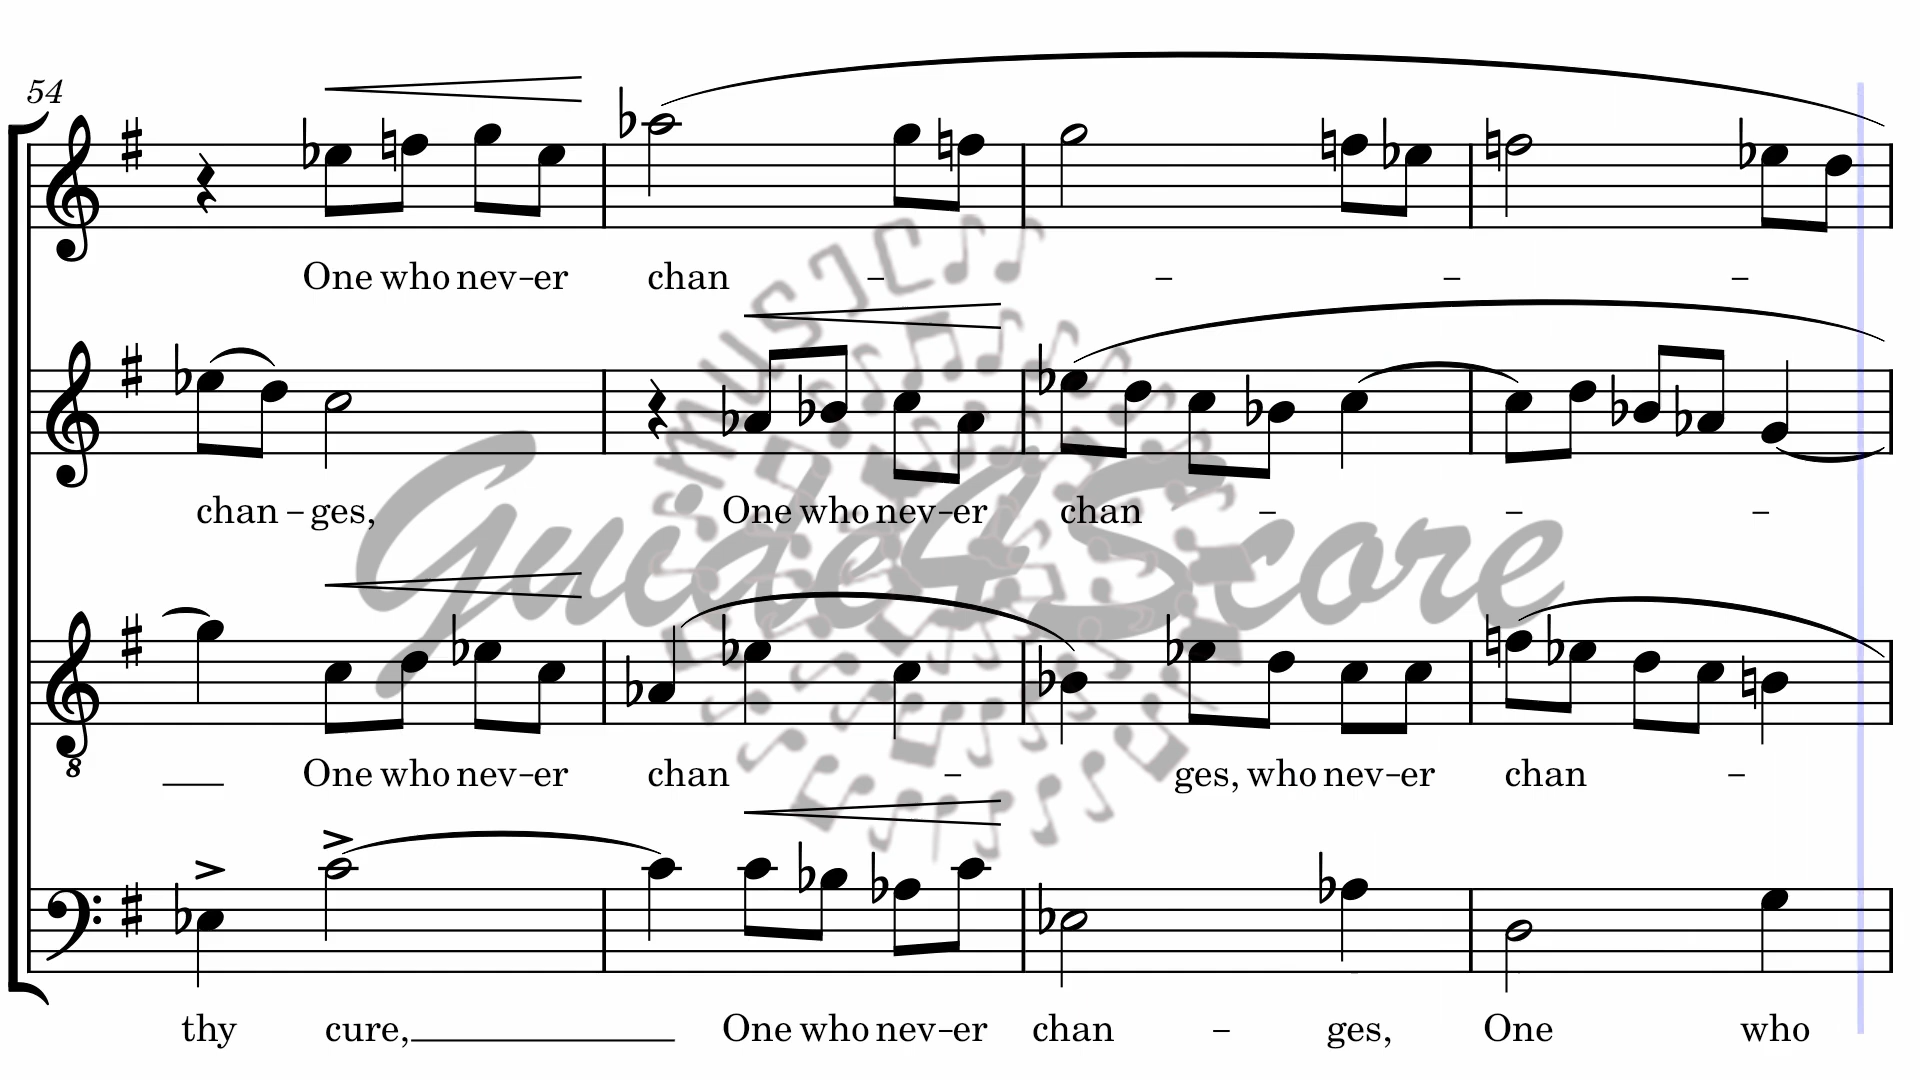 54
One who nev-er chan - - - -
MUSIC
chan - ges, One who nev-er chan - - -
Guide4Score
8
One who nev-er chan - ges, who nev-er chan -
thy cure, One who nev-er chan - ges, One who